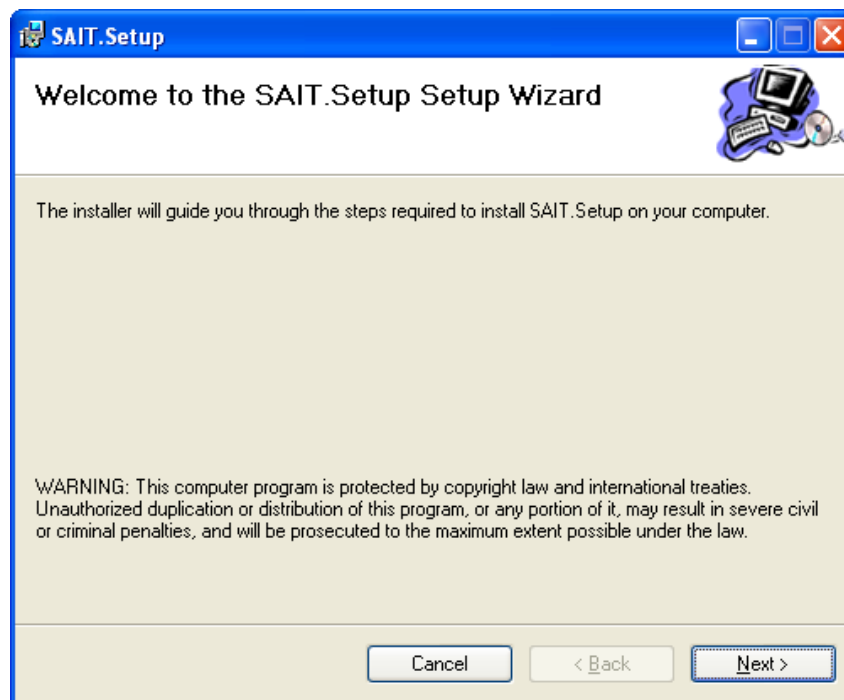 SAIT.Setup
Welcome to the SAIT.Setup Setup Wizard
The installer will guide you through the steps required to install SAIT.Setup on your computer.
WARNING: This computer program is protected by copyright law and international treaties.
Unauthorized duplication or distribution of this program, or any portion of it, may result in severe civil
or criminal penalties, and will be prosecuted to the maximum extent possible under the law.
Cancel < Back Next >